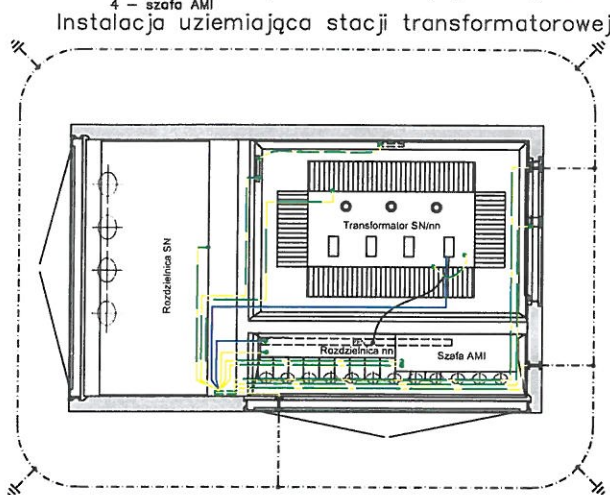 4 – szafa AMI
Instalacja uziemiająca stacji transformatorowej
Transformator SN/nn
Rozdzielnica SN
Rozdzielnica nn
Szafa AMI